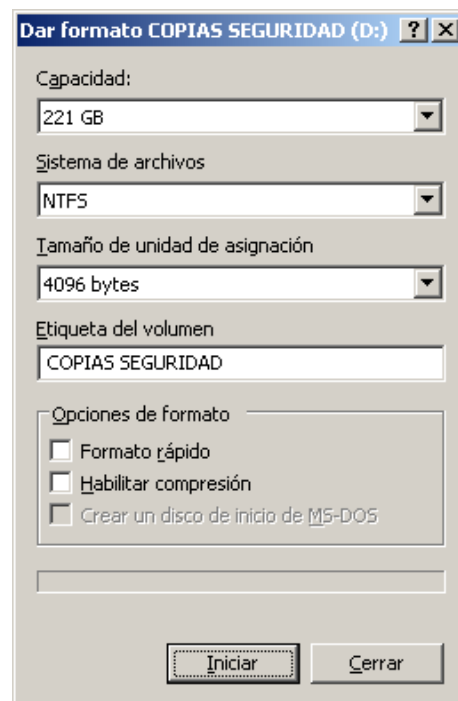 Dar formato COPIAS SEGURIDAD (D:)
Capacidad:
221 GB
Sistema de archivos
NTFS
Tamaño de unidad de asignación
4096 bytes
Etiqueta del volumen
COPIAS SEGURIDAD
Opciones de formato
Formato rápido
Habilitar compresión
Crear un disco de inicio de MS-DOS
Iniciar Cerrar